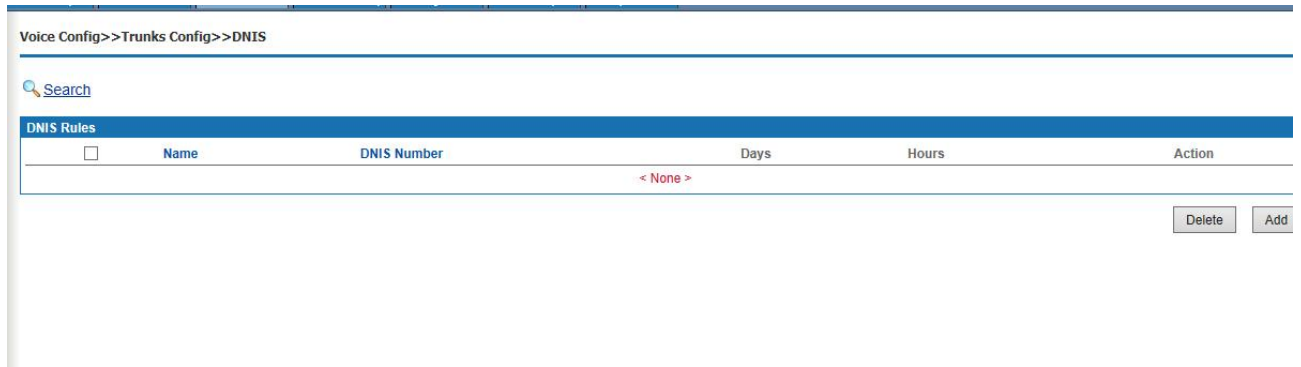 Voice Config>>Trunks Config>>DNIS
Search
DNIS Rules
Name DNIS Number Days Hours Action
< None >
Delete Add